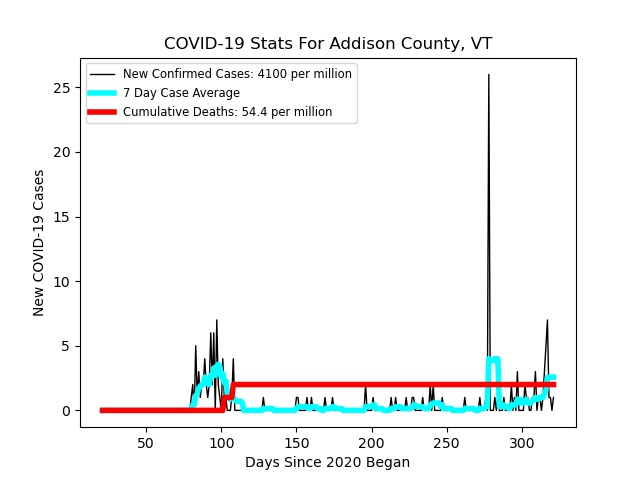 COVID-19 Stats For Addison County, VT
New Confirmed Cases: 4100 per million
7 Day Case Average
Cumulative Deaths: 54.4 per million
New COVID-19 Cases
25
20
15
10
5
0
50 100 150 200 250 300
Days Since 2020 Began